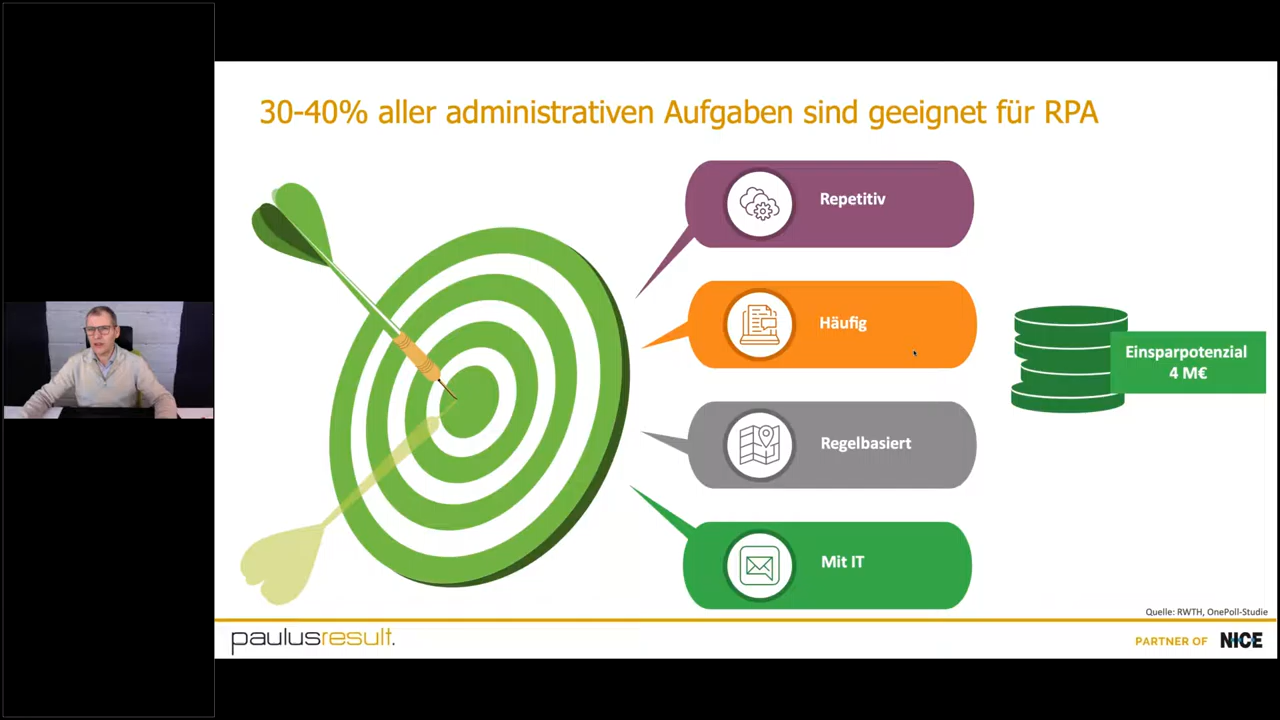 30-40% aller administrativen Aufgaben sind geeignet für RPA
Repetitiv
Häufig
Regelbasiert
Mit IT
Einsparpotenzial
4 M€
Quelle: RWTH, OnePoll-Studie
paulusresult.
PARTNER OF NICE